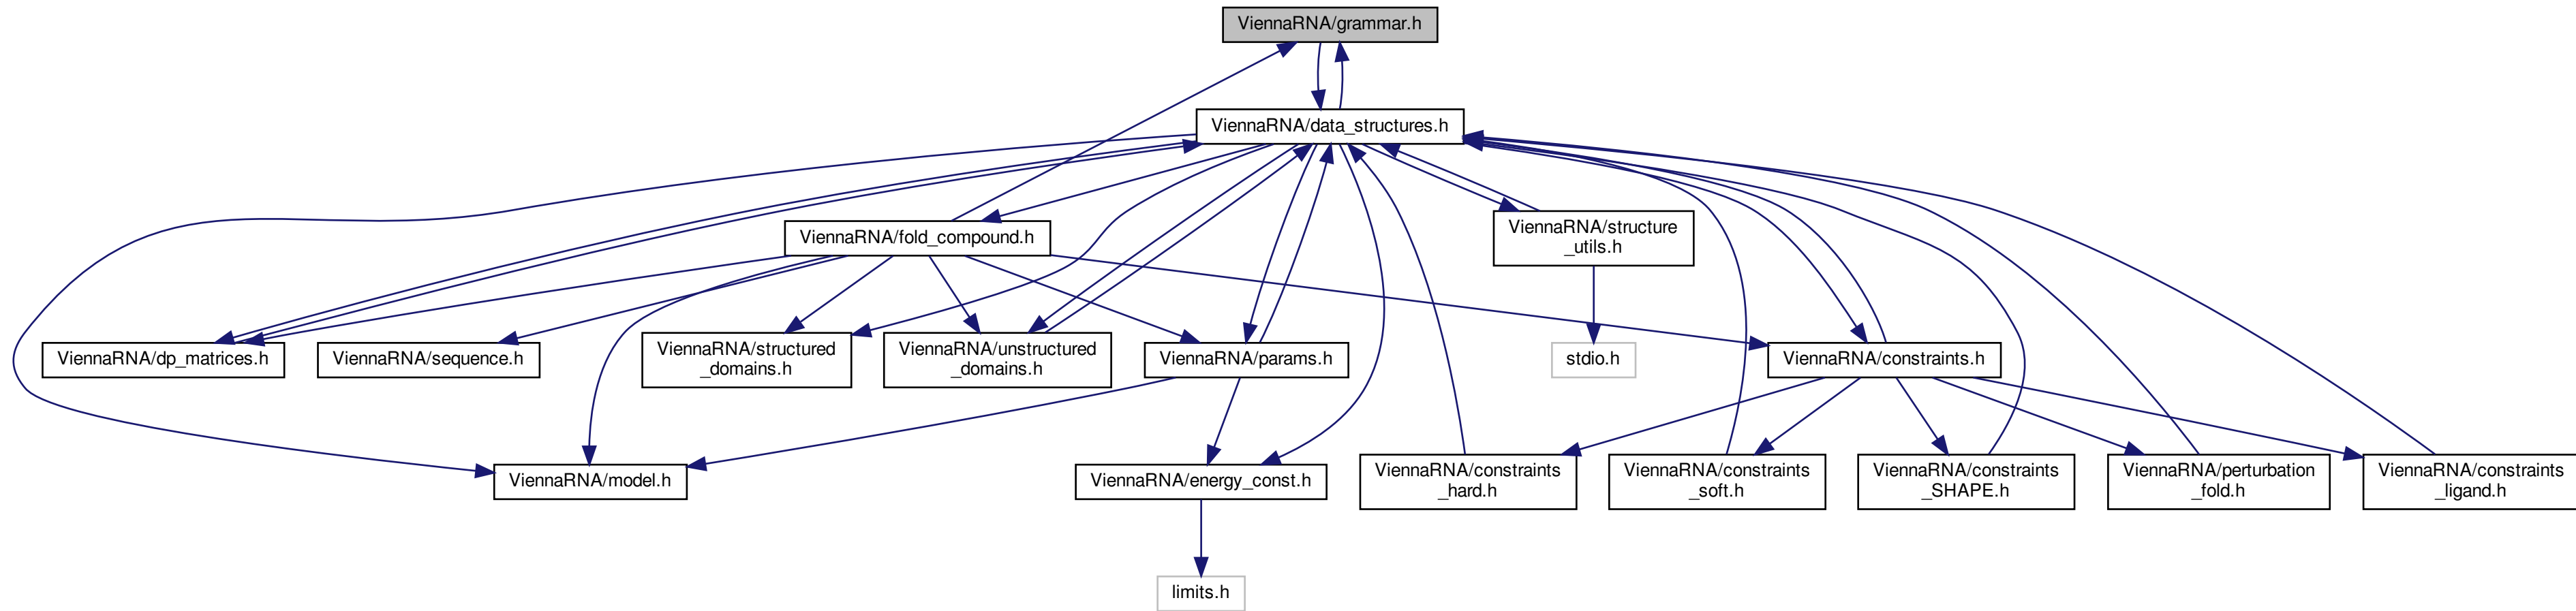 ViennaRNA/grammar.h
ViennaRNA/data_structures.h
ViennaRNA/fold_compound.h
ViennaRNA/structure
_utils.h
ViennaRNA/dp_matrices.h
ViennaRNA/sequence.h
ViennaRNA/structured
_domains.h
ViennaRNA/unstructured
_domains.h
ViennaRNA/params.h
stdio.h
ViennaRNA/constraints.h
ViennaRNA/model.h
ViennaRNA/energy_const.h
ViennaRNA/constraints
_hard.h
ViennaRNA/constraints
_soft.h
ViennaRNA/constraints
_SHAPE.h
ViennaRNA/perturbation
_fold.h
ViennaRNA/constraints
_ligand.h
limits.h